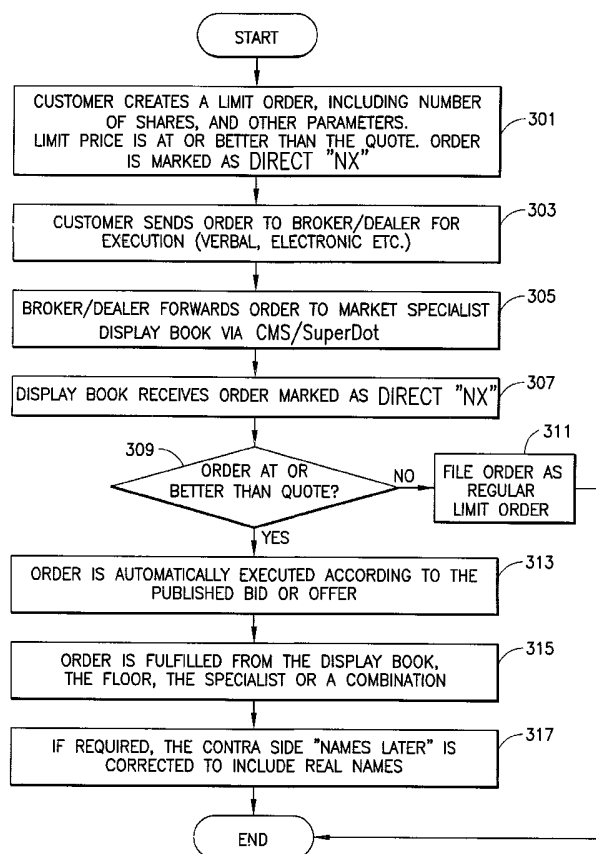 START
CUSTOMER CREATES A LIMIT ORDER, INCLUDING NUMBER
OF SHARES, AND OTHER PARAMETERS.
LIMIT PRICE IS AT OR BETTER THAN THE QUOTE. ORDER
IS MARKED AS DIRECT "NX"
301
CUSTOMER SENDS ORDER TO BROKER/DEALER FOR
EXECUTION (VERBAL, ELECTRONIC ETC.)
303
BROKER/DEALER FORWARDS ORDER TO MARKET SPECIALIST
DISPLAY BOOK VIA CMS/SuperDot
305
DISPLAY BOOK RECEIVES ORDER MARKED AS DIRECT "NX"
307
309
ORDER AT OR
BETTER THAN QUOTE?
NO
311
FILE ORDER AS
REGULAR
LIMIT ORDER
YES
ORDER IS AUTOMATICALLY EXECUTED ACCORDING TO THE
PUBLISHED BID OR OFFER
313
ORDER IS FULFILLED FROM THE DISPLAY BOOK,
THE FLOOR, THE SPECIALIST OR A COMBINATION
315
IF REQUIRED, THE CONTRA SIDE "NAMES LATER" IS
CORRECTED TO INCLUDE REAL NAMES
317
END